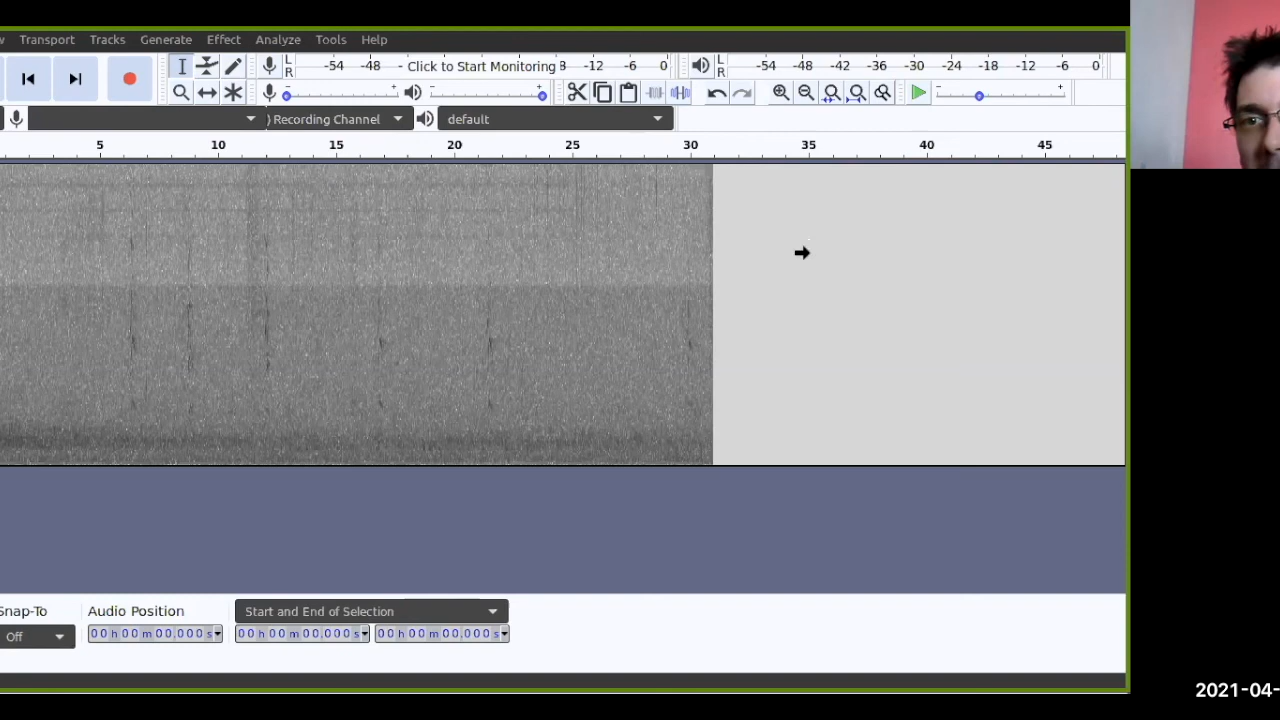 Transport Tracks Generate Effect Analyze Tools Help
L R -54 -48 - Click to Start Monitoring 8 -12 -6 0 L R -54 -48 -42 -36 -30 -24 -18 -12 -6 0
- + - + - +
) Recording Channel default
5 10 15 20 25 30 35 40 45
Snap-To Audio Position Start and End of Selection
Off 00 h 00 m 00.000 s 00 h 00 m 00.000 s 00 h 00 m 00.000 s
2021-04-